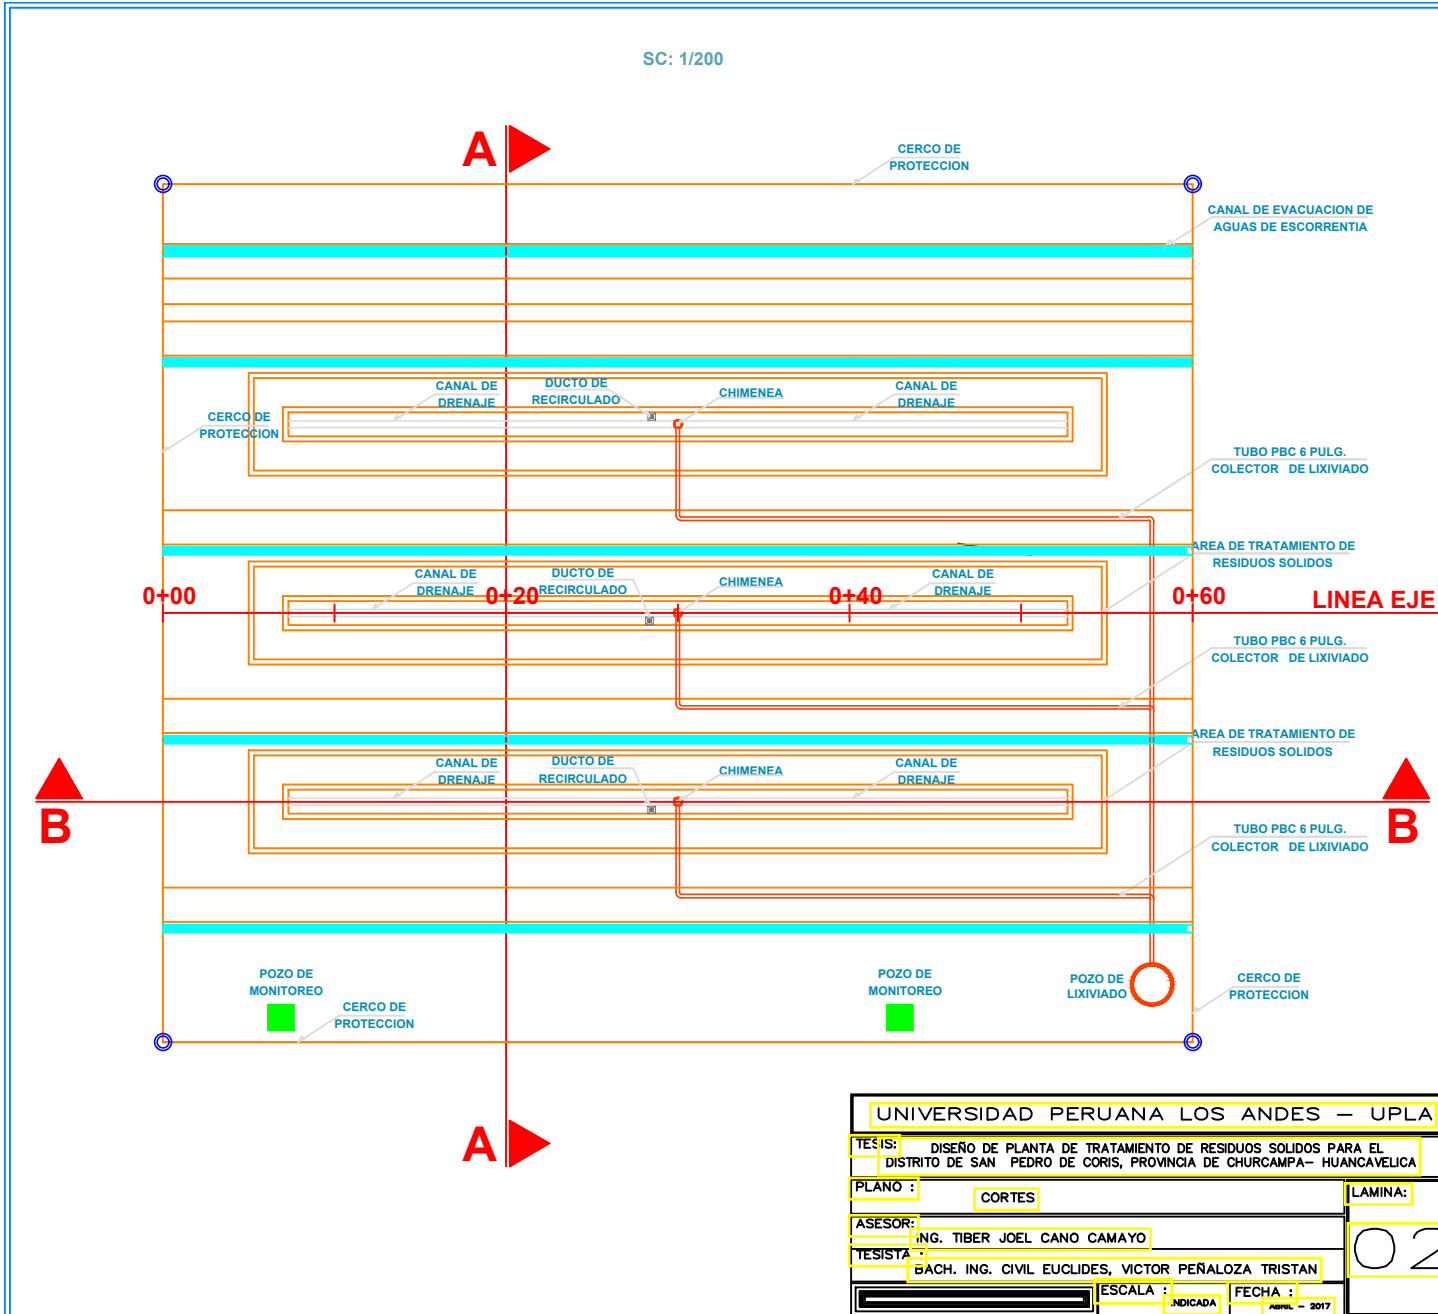 SC: 1/200
A
CERCO DE
PROTECCION
CANAL DE EVACUACION DE
AGUAS DE ESCORRENTIA
CANAL DE
DRENAJE
DUCTO DE
RECIRCULADO
CHIMENEA
CANAL DE
DRENAJE
CERCO DE
PROTECCION
TUBO PBC 6 PULG.
COLECTOR DE LIXIVIADO
AREA DE TRATAMIENTO DE
RESIDUOS SOLIDOS
CANAL DE
DRENAJE
DUCTO DE
RECIRCULADO
CHIMENEA
CANAL DE
DRENAJE
0+00
0+20
0+40
0+60
LINEA EJE
TUBO PBC 6 PULG.
COLECTOR DE LIXIVIADO
AREA DE TRATAMIENTO DE
RESIDUOS SOLIDOS
CANAL DE
DRENAJE
DUCTO DE
RECIRCULADO
CHIMENEA
CANAL DE
DRENAJE
B
B
TUBO PBC 6 PULG.
COLECTOR DE LIXIVIADO
POZO DE
MONITOREO
POZO DE
MONITOREO
POZO DE
LIXIVIADO
CERCO DE
PROTECCION
CERCO DE
PROTECCION
A
UNIVERSIDAD PERUANA LOS ANDES – UPLA
TESIS:
DISEÑO DE PLANTA DE TRATAMIENTO DE RESIDUOS SOLIDOS PARA EL
DISTRITO DE SAN PEDRO DE CORIS, PROVINCIA DE CHURCAMPA– HUANCAVELICA
PLANO :
CORTES
LAMINA:
02
ASESOR:
ING. TIBER JOEL CANO CAMAYO
TESISTA :
BACH. ING. CIVIL EUCLIDES, VICTOR PEÑALOZA TRISTAN
ESCALA :
INDICADA
FECHA :
ABRIL – 2017